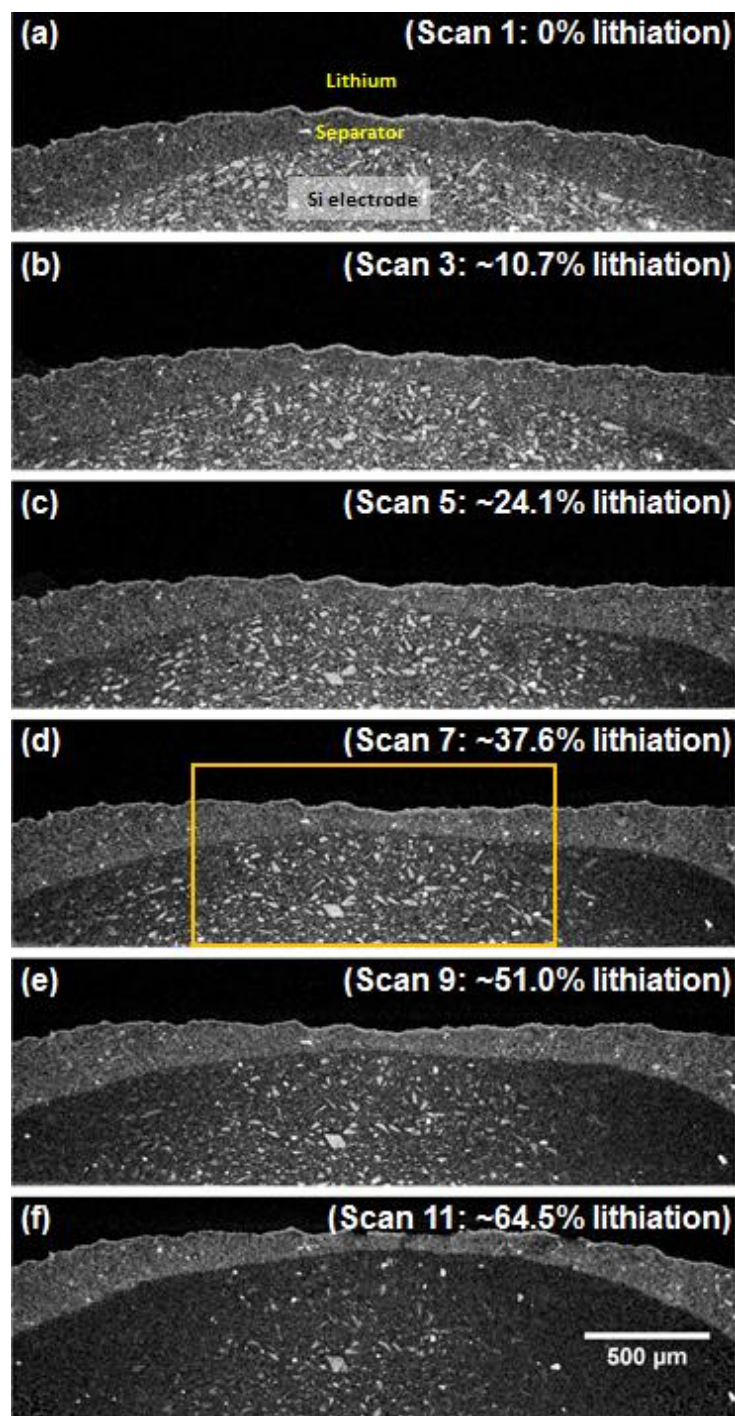 (a) (Scan 1: 0% lithiation)
Lithium
Separator
Si electrode
(b) (Scan 3: ~10.7% lithiation)
(c) (Scan 5: ~24.1% lithiation)
(d) (Scan 7: ~37.6% lithiation)
(e) (Scan 9: ~51.0% lithiation)
(f) (Scan 11: ~64.5% lithiation)
500 µm